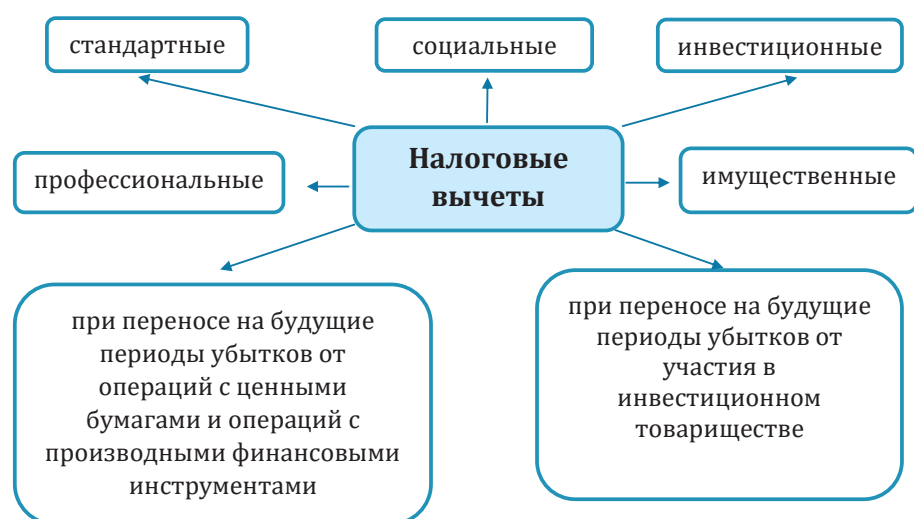 стандартные
социальные
инвестиционные
Налоговые
вычеты
профессиональные
имущественные
при переносе на будущие
периоды убытков от
операций с ценными
бумагами и операций с
производными финансовыми
инструментами
при переносе на будущие
периоды убытков от
участия в
инвестиционном
товариществе